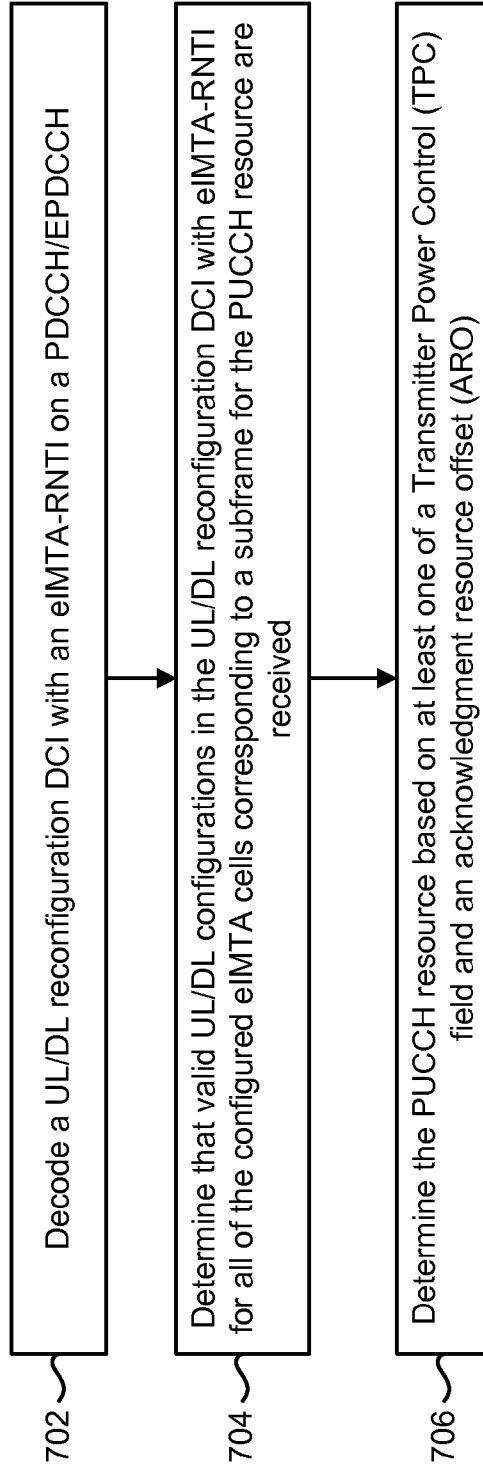 702
Decode a UL/DL reconfiguration DCI with an eIMTA-RNTI on a PDCCH/EPDCCH
704
Determine that valid UL/DL configurations in the UL/DL reconfiguration DCI with eIMTA-RNTI
for all of the configured eIMTA cells corresponding to a subframe for the PUCCH resource are
received
706
Determine the PUCCH resource based on at least one of a Transmitter Power Control (TPC)
field and an acknowledgment resource offset (ARO)